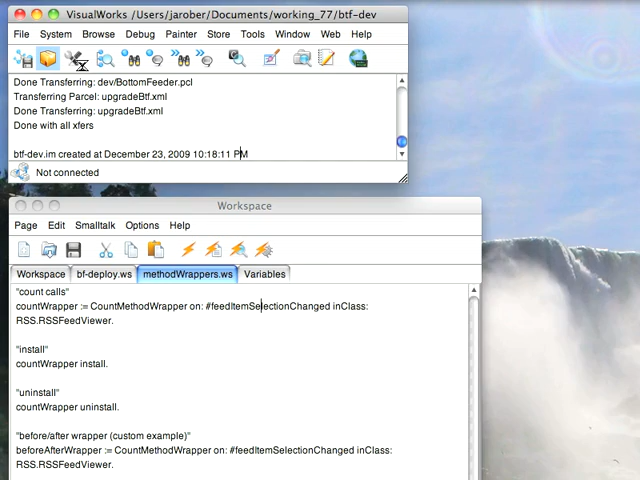 VisualWorks /Users/jarober/Documents/working_77/btf-dev
File System Browse Debug Painter Store Tools Window Web Help
Done Transferring: dev/BottomFeeder.pcl
Transferring Parcel: upgradeBtf.xml
Done Transferring: upgradeBtf.xml
Done with all xfers
btf-dev.im created at December 23, 2009 10:18:11 PM
Not connected
Workspace
Page Edit Smalltalk Options Help
Workspace bf-deploy.ws methodWrappers.ws Variables
"count calls"
countWrapper := CountMethodWrapper on: #feedItemSelectionChanged inClass:
RSS.RSSFeedViewer.
"install"
countWrapper install.
"uninstall"
countWrapper uninstall.
"before/after wrapper (custom example)"
beforeAfterWrapper := CountMethodWrapper on: #feedItemSelectionChanged inClass:
RSS.RSSFeedViewer.